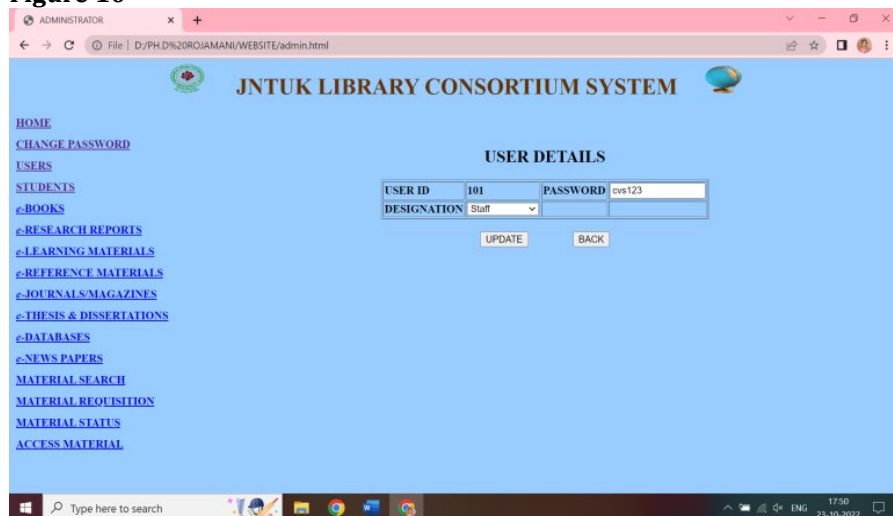 Figure 10
ADMINISTRATOR
File | D:/PH.D%20ROJAMANI/WEBSITE/admin.html
JNTUK LIBRARY CONSORTIUM SYSTEM
HOME
CHANGE PASSWORD
USERS
STUDENTS
e-BOOKS
e-RESEARCH REPORTS
e-LEARNING MATERIALS
e-REFERENCE MATERIALS
e-JOURNALS/MAGAZINES
e-THESIS & DISSERTATIONS
e-DATABASES
e-NEWS PAPERS
MATERIAL SEARCH
MATERIAL REQUISITION
MATERIAL STATUS
ACCESS MATERIAL
USER DETAILS
USER ID 101 PASSWORD cvs123
DESIGNATION Staff
UPDATE BACK
Type here to search
ENG
17:50
23-10-2022